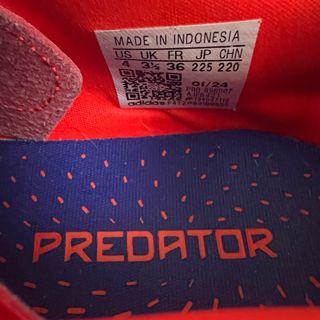 MADE IN INDONESIA
US UK FR JP CHN
4 3½ 36 225 220
01/24
adidas
PREDATOR